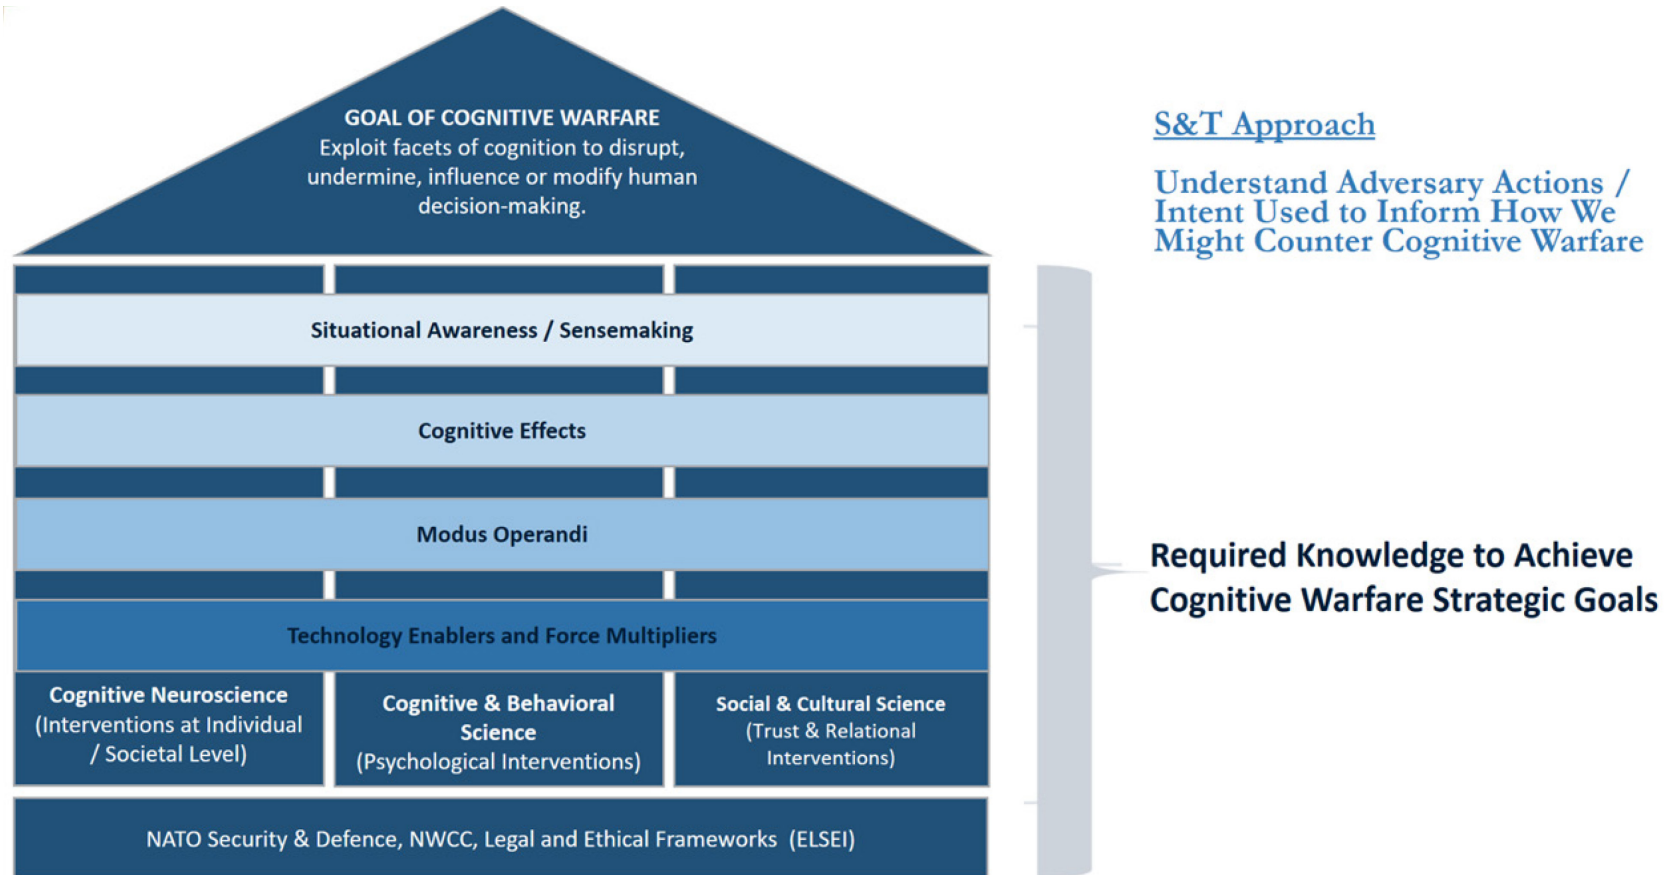 GOAL OF COGNITIVE WARFARE
Exploit facets of cognition to disrupt,
undermine, influence or modify human
decision-making.
S&T Approach
Understand Adversary Actions /
Intent Used to Inform How We
Might Counter Cognitive Warfare
Situational Awareness / Sensemaking
Cognitive Effects
Modus Operandi
Technology Enablers and Force Multipliers
Required Knowledge to Achieve
Cognitive Warfare Strategic Goals
Cognitive Neuroscience
(Interventions at Individual
/ Societal Level)
Cognitive & Behavioral
Science
(Psychological Interventions)
Social & Cultural Science
(Trust & Relational
Interventions)
NATO Security & Defence, NWCC, Legal and Ethical Frameworks (ELSEI)